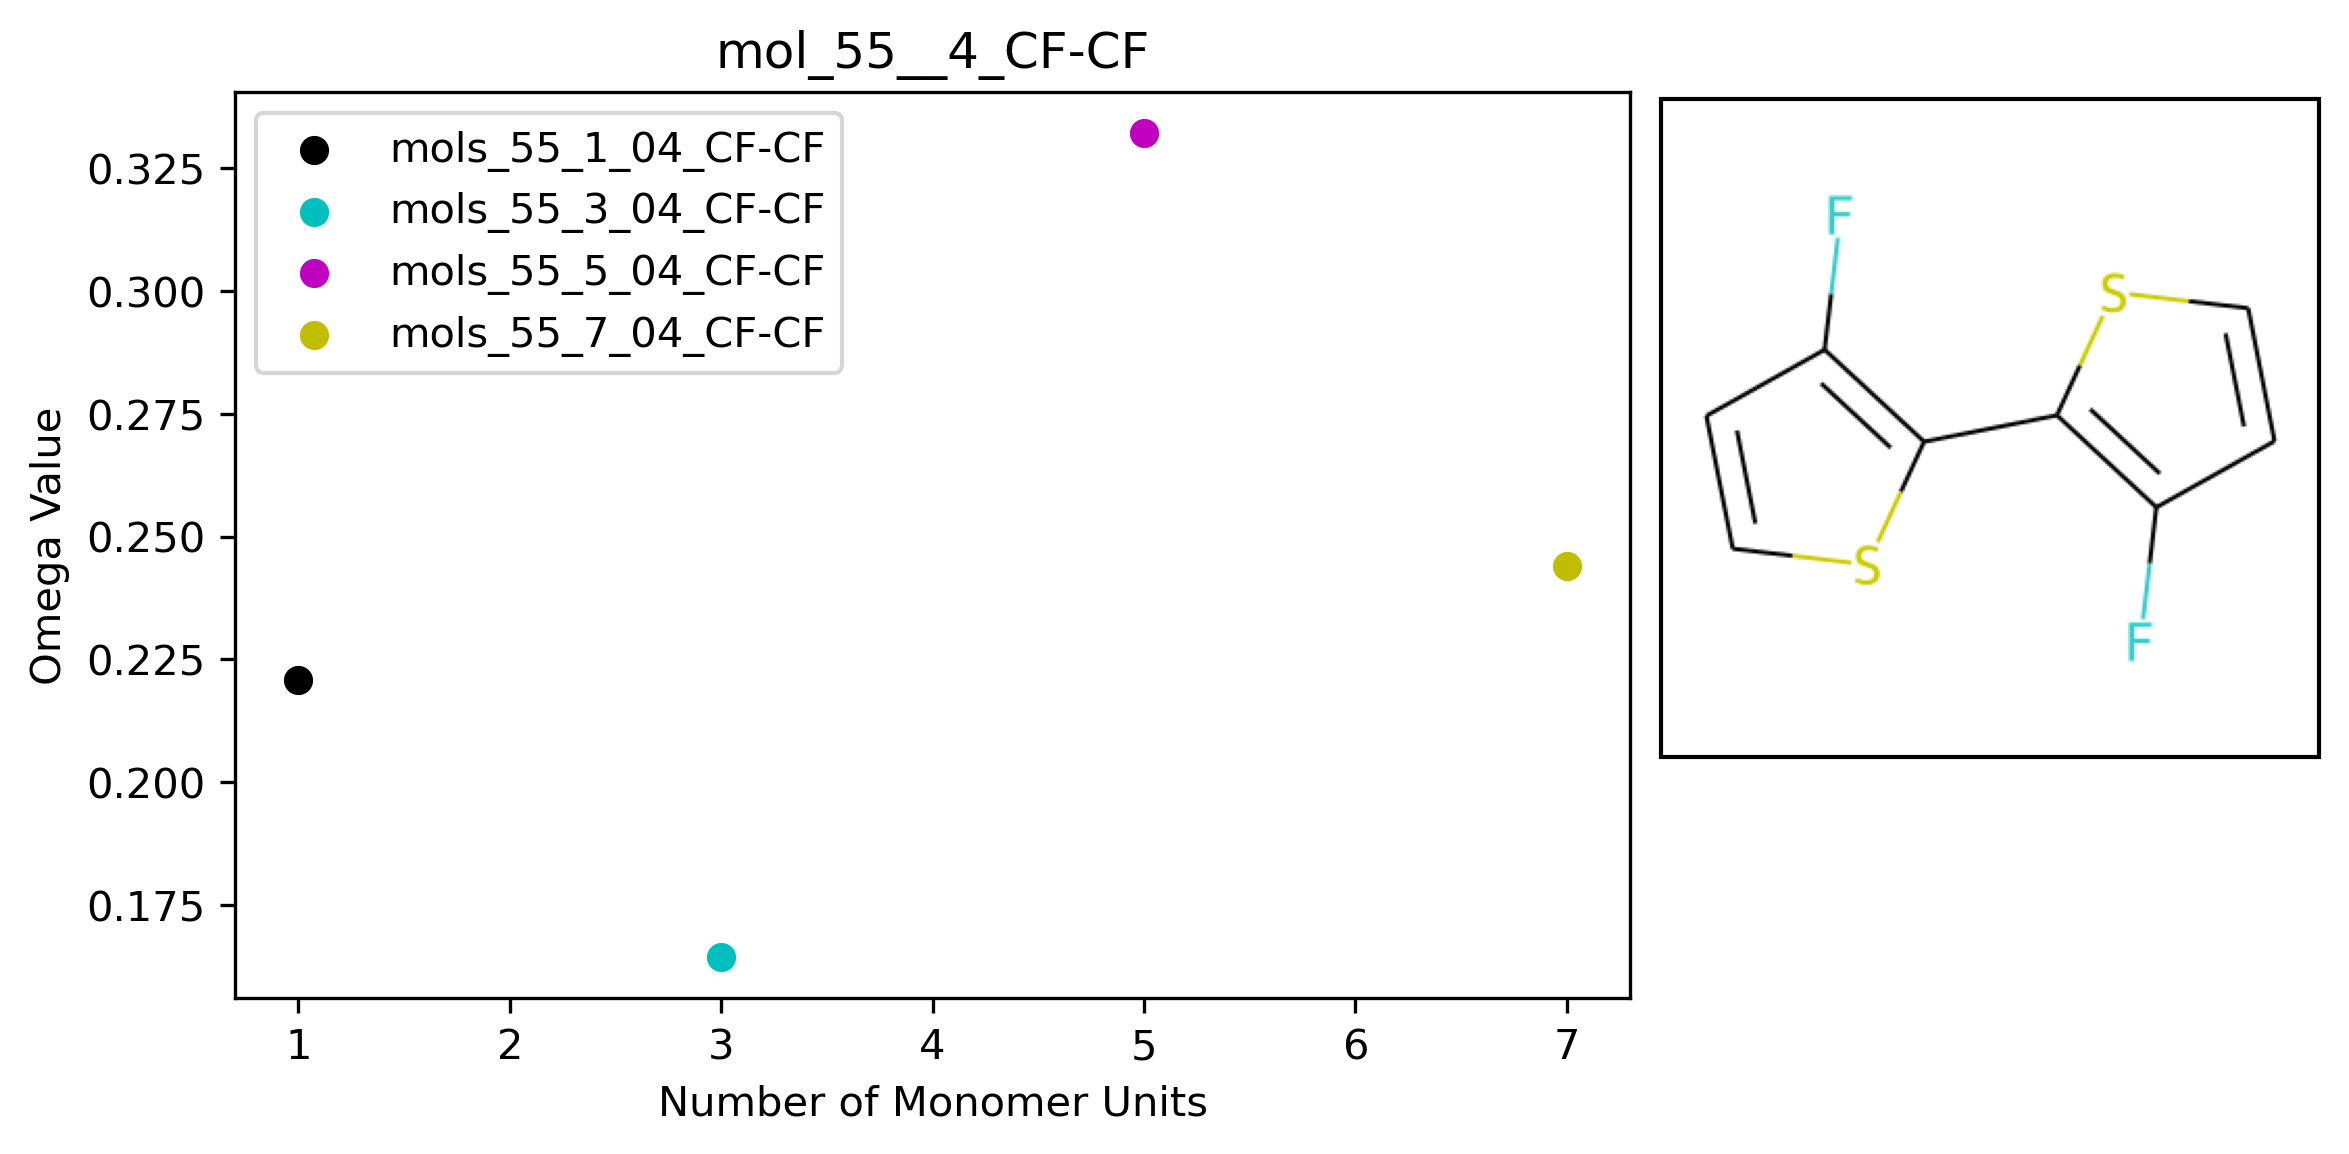 mol_55__4_CF-CF
mols_55_1_04_CF-CF
mols_55_3_04_CF-CF
mols_55_5_04_CF-CF
mols_55_7_04_CF-CF
Omega Value
0.325
0.300
0.275
0.250
0.225
0.200
0.175
1 2 3 4 5 6 7
Number of Monomer Units
F
S
S
F